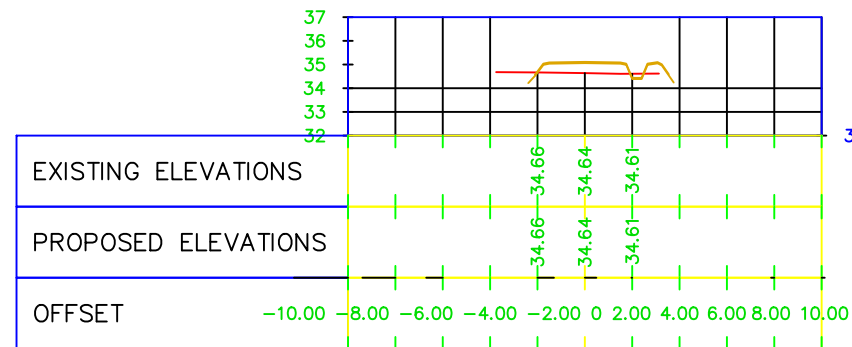 37
36
35
34
33
32
3
EXISTING ELEVATIONS 34.66 34.64 34.61
PROPOSED ELEVATIONS 34.66 34.64 34.61
OFFSET -10.00 -8.00 -6.00 -4.00 -2.00 0 2.00 4.00 6.00 8.00 10.00